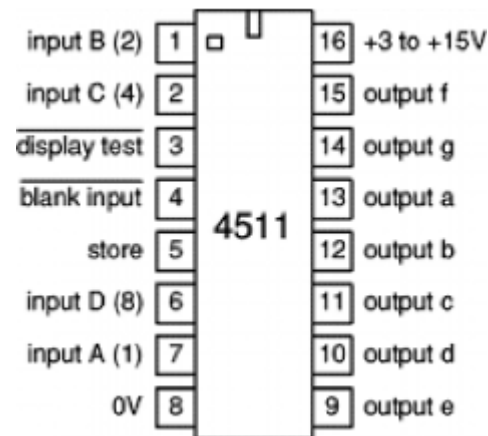 input B (2) 1 16 +3 to +15V
input C (4) 2 15 output f
display test 3 14 output g
blank input 4 13 output a
4511
store 5 12 output b
input D (8) 6 11 output c
input A (1) 7 10 output d
0V 8 9 output e